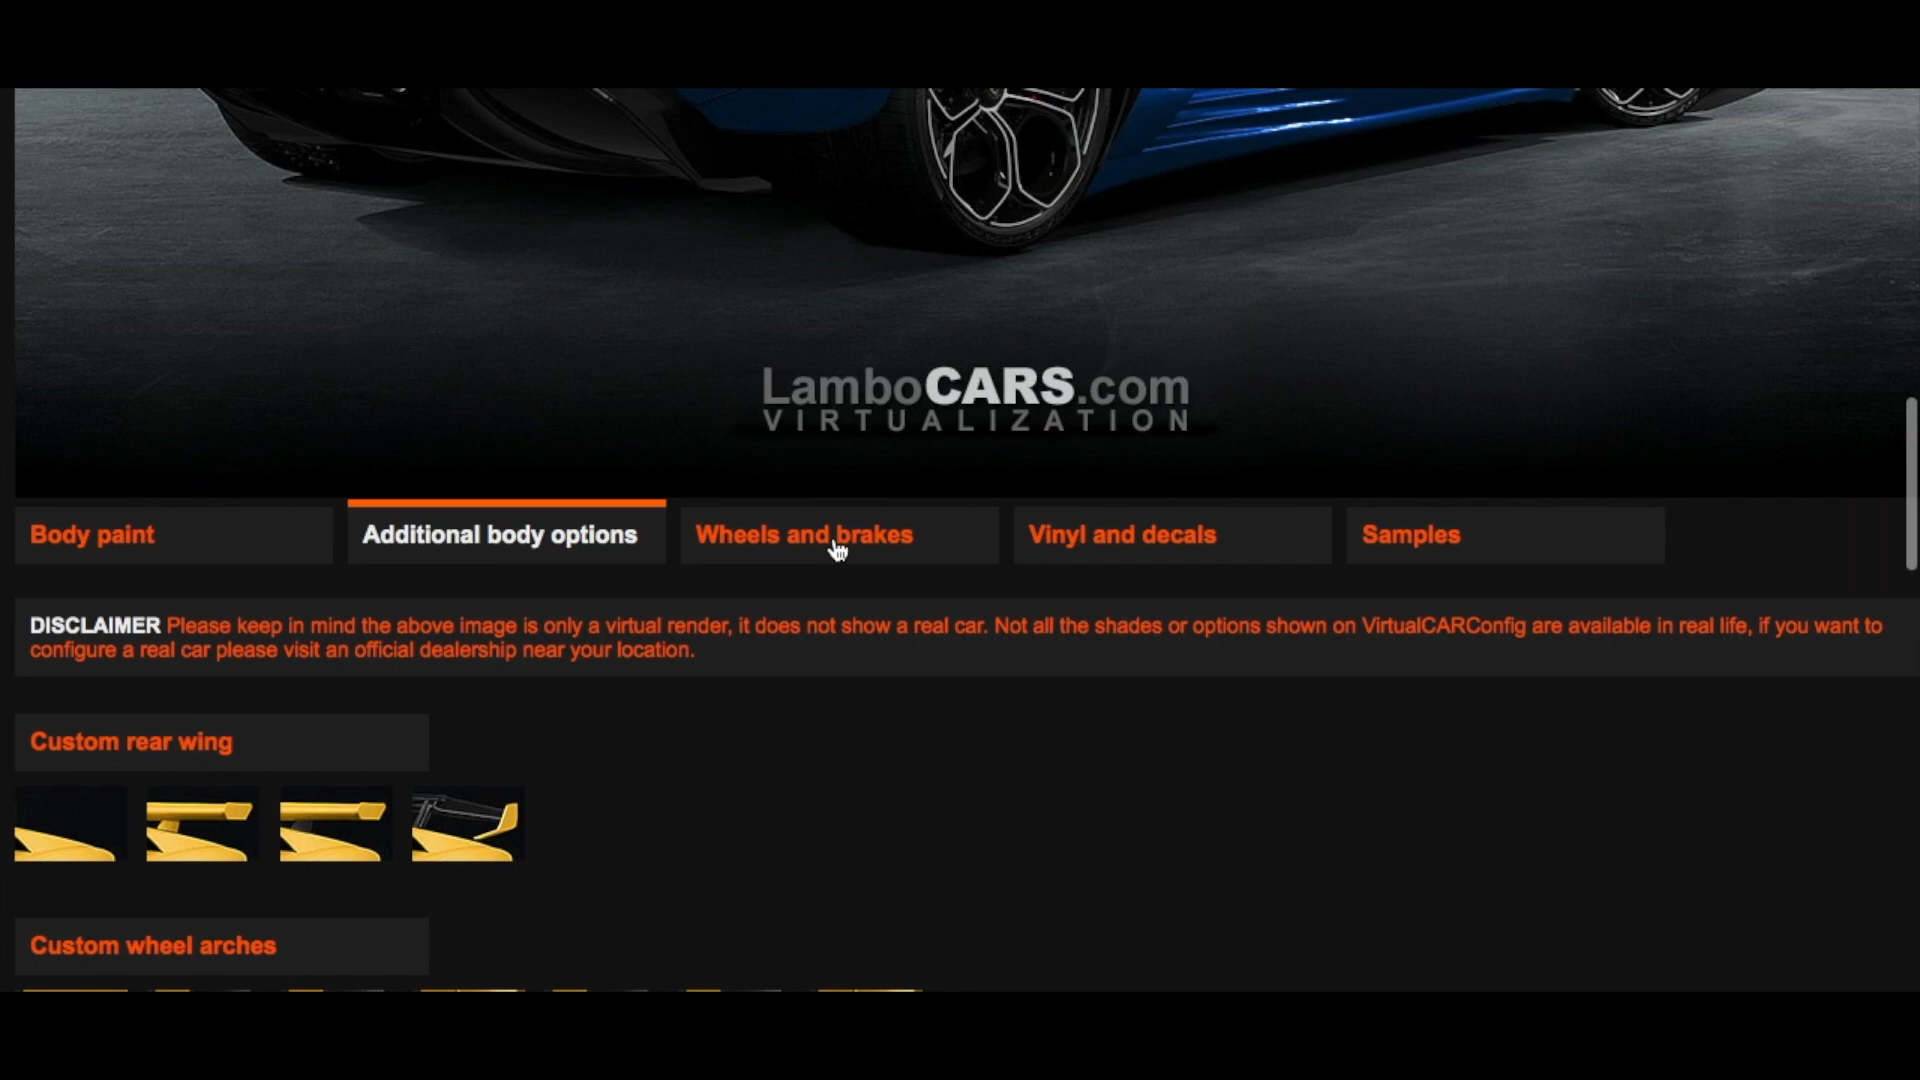 LamboCARS.com
VIRTUALIZATION
Body paint
Additional body options
Wheels and brakes
Vinyl and decals
Samples
DISCLAIMER Please keep in mind the above image is only a virtual render, it does not show a real car. Not all the shades or options shown on VirtualCARConfig are available in real life, if you want to
configure a real car please visit an official dealership near your location.
Custom rear wing
Custom wheel arches